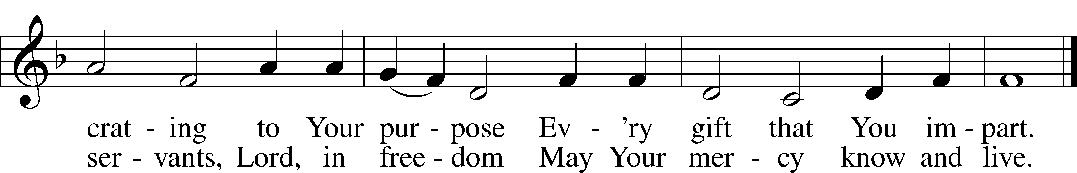 crat - ing to Your pur - pose Ev - 'ry gift that You im - part.
ser - vants, Lord, in free - dom May Your mer - cy know and live.